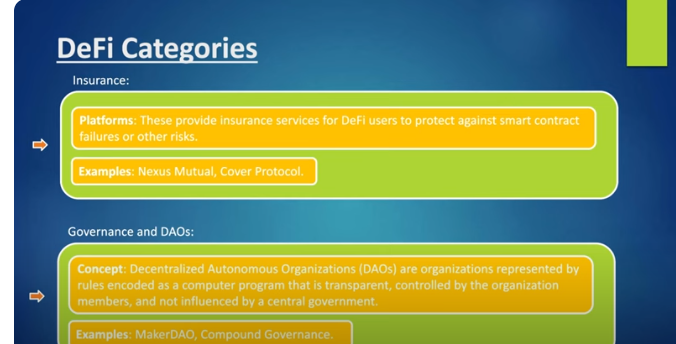 DeFi Categories
Insurance:
Platforms: These provide insurance services for DeFi users to protect against smart contract
failures or other risks.
Examples: Nexus Mutual, Cover Protocol.
Governance and DAOs:
Concept: Decentralized Autonomous Organizations (DAOs) are organizations represented by
rules encoded as a computer program that is transparent, controlled by the organization
members, and not influenced by a central government.
Examples: MakerDAO, Compound Governance.